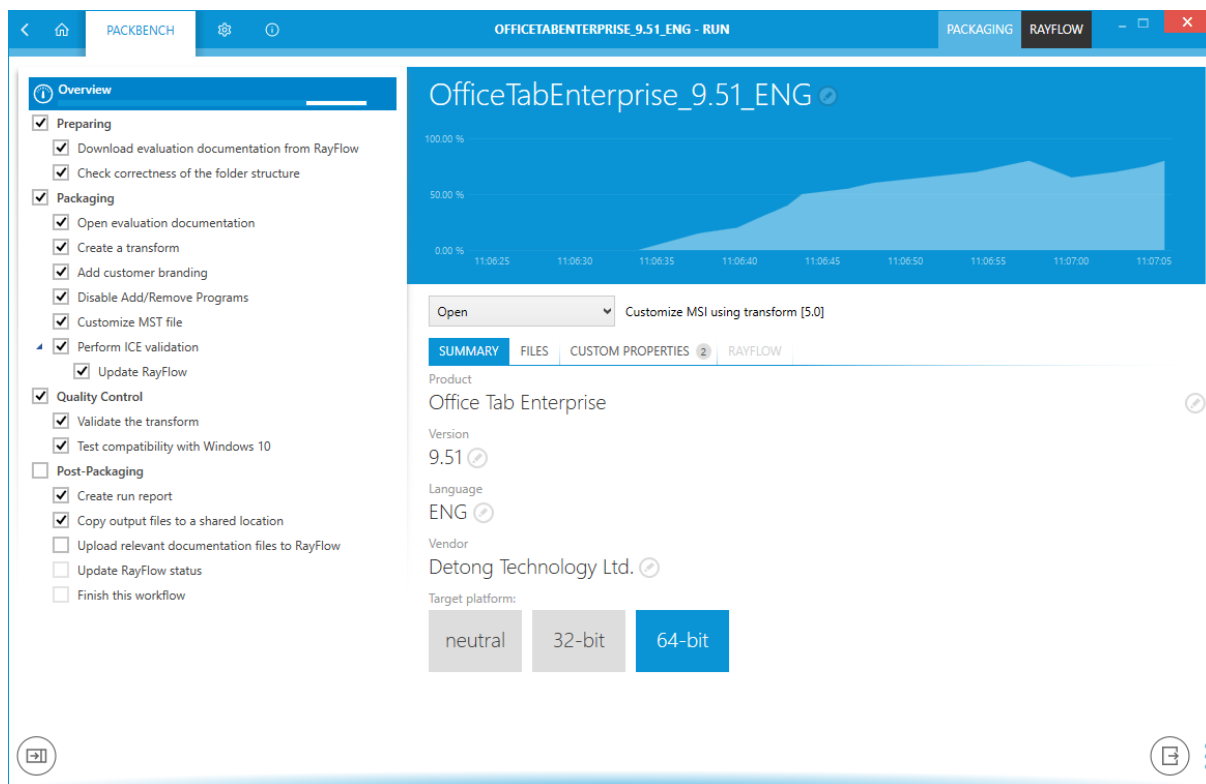 PACKBENCH
OFFICETABENTERPRISE_9.51_ENG - RUN
PACKAGING
RAYFLOW
Overview
Preparing
Download evaluation documentation from RayFlow
Check correctness of the folder structure
Packaging
Open evaluation documentation
Create a transform
Add customer branding
Disable Add/Remove Programs
Customize MST file
Perform ICE validation
Update RayFlow
Quality Control
Validate the transform
Test compatibility with Windows 10
Post-Packaging
Create run report
Copy output files to a shared location
Upload relevant documentation files to RayFlow
Update RayFlow status
Finish this workflow
OfficeTabEnterprise_9.51_ENG
100.00 %
50.00 %
0.00 %
11:06:25 11:06:30 11:06:35 11:06:40 11:06:45 11:06:50 11:06:55 11:07:00 11:07:05
Open Customize MSI using transform [5.0]
SUMMARY FILES CUSTOM PROPERTIES 2 RAYFLOW
Product
Office Tab Enterprise
Version
9.51
Language
ENG
Vendor
Detong Technology Ltd.
Target platform:
neutral 32-bit 64-bit